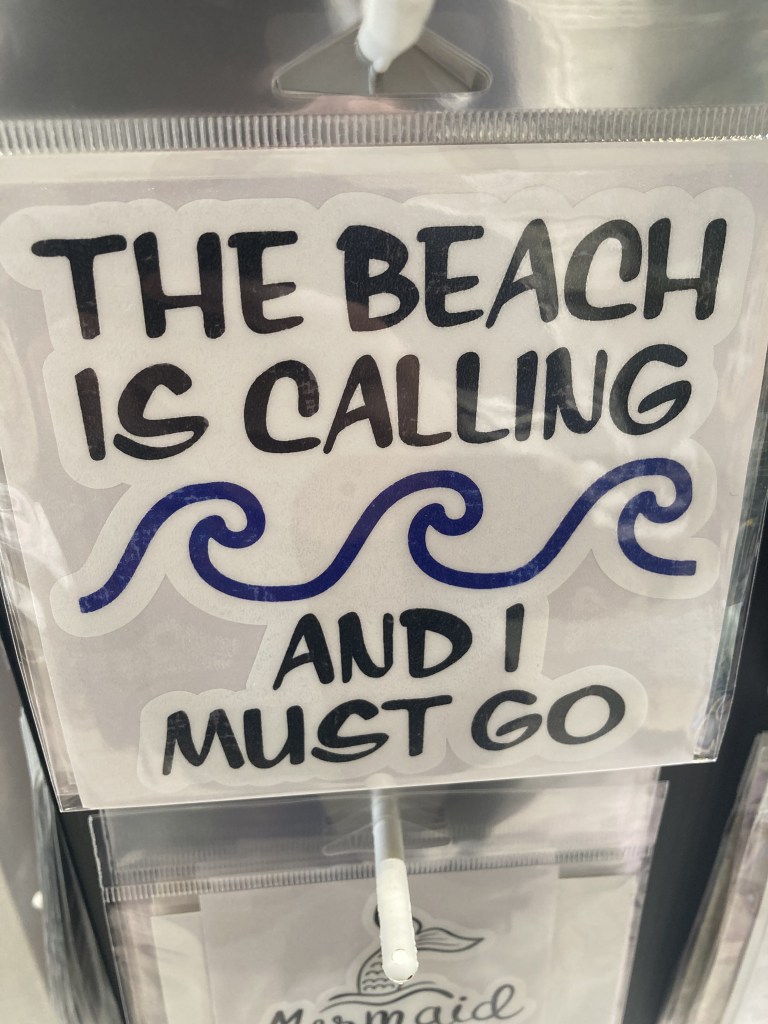 THE BEACH
IS CALLING
AND I
MUST GO
Mermaid